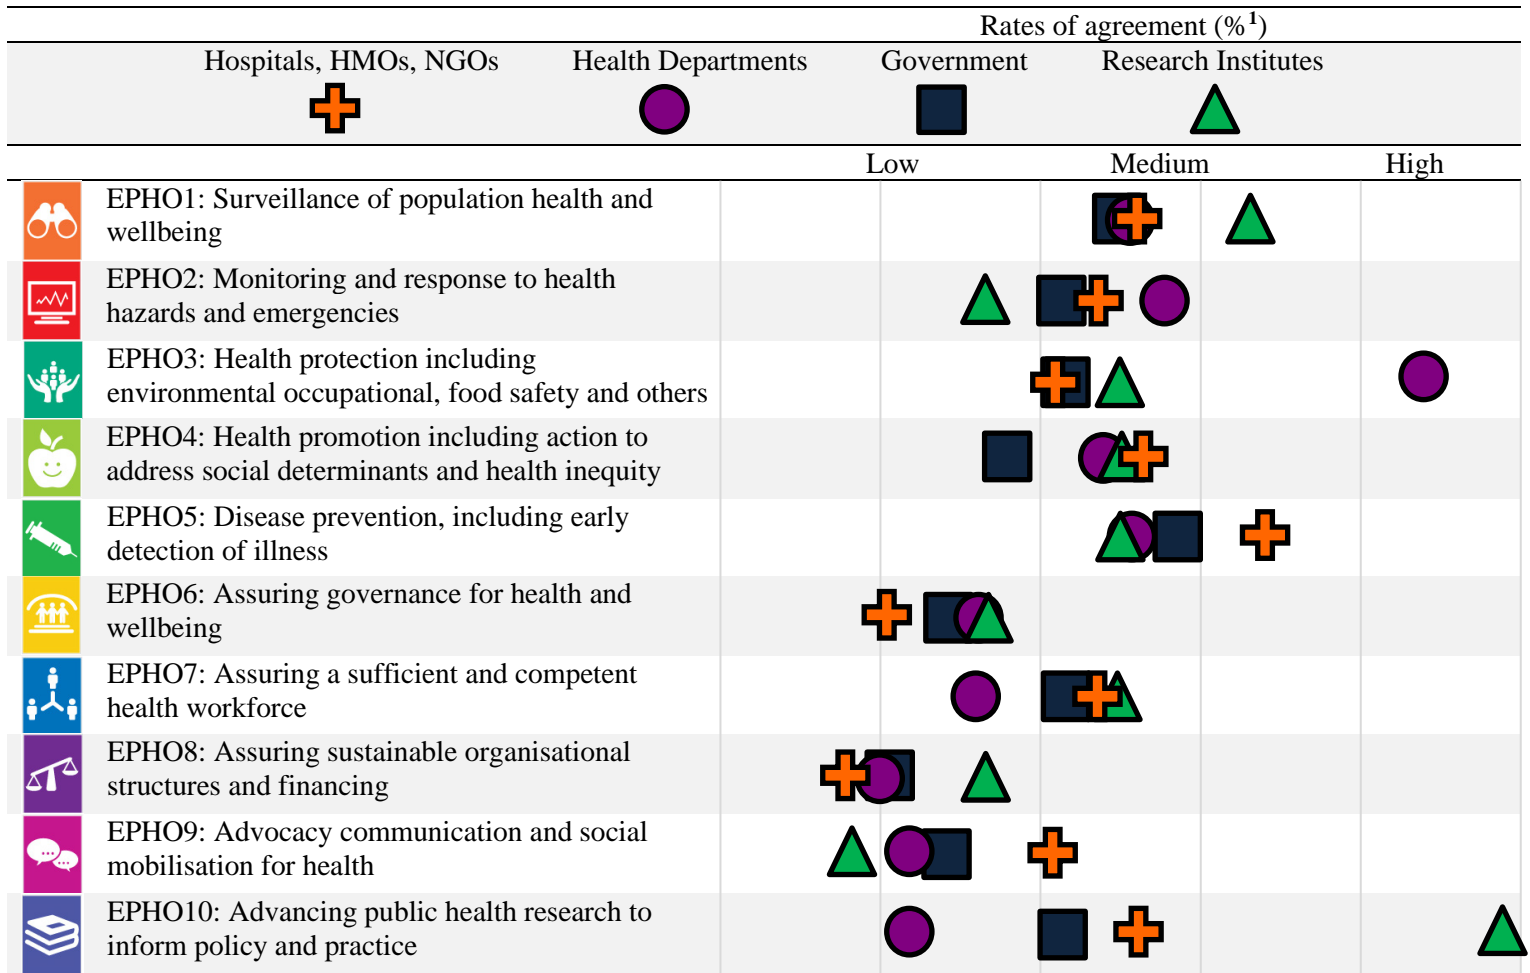 Rates of agreement (%¹)
Hospitals, HMOs, NGOs Health Departments Government Research Institutes
Low Medium High
EPHO1: Surveillance of population health and
wellbeing
EPHO2: Monitoring and response to health
hazards and emergencies
EPHO3: Health protection including
environmental occupational, food safety and others
EPHO4: Health promotion including action to
address social determinants and health inequity
EPHO5: Disease prevention, including early
detection of illness
EPHO6: Assuring governance for health and
wellbeing
EPHO7: Assuring a sufficient and competent
health workforce
EPHO8: Assuring sustainable organisational
structures and financing
EPHO9: Advocacy communication and social
mobilisation for health
EPHO10: Advancing public health research to
inform policy and practice